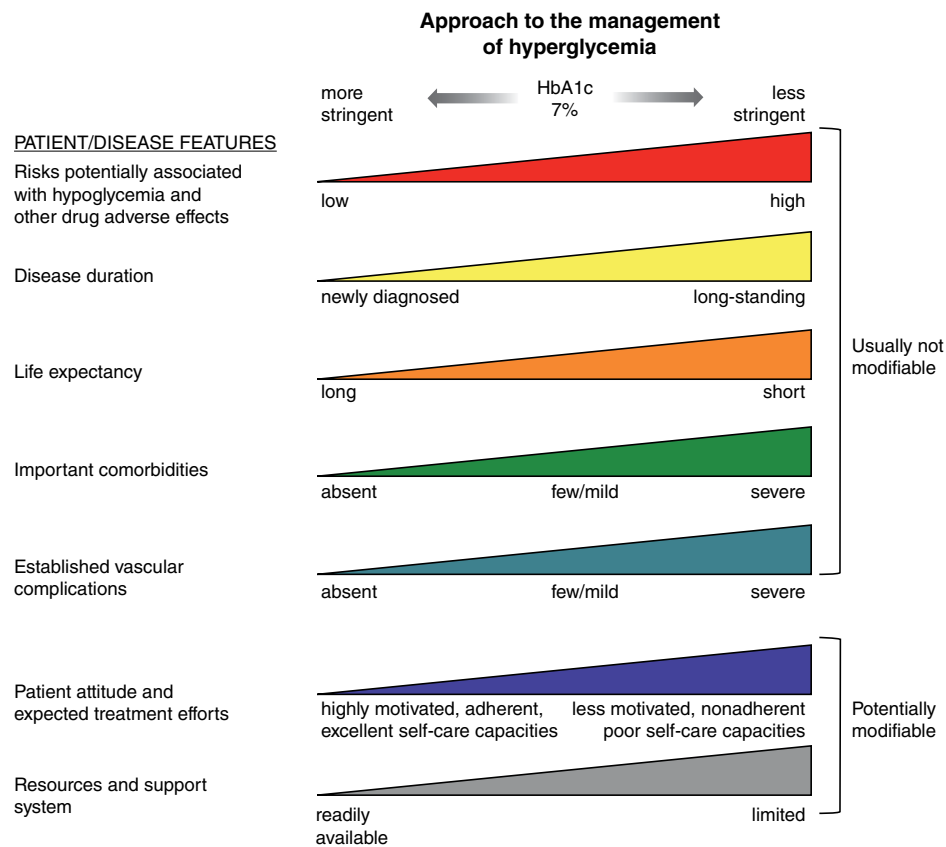 Approach to the management
of hyperglycemia
more
stringent
HbA1c
7%
less
stringent
PATIENT/DISEASE FEATURES
Risks potentially associated
with hypoglycemia and
other drug adverse effects
low
high
Disease duration
newly diagnosed
long-standing
Life expectancy
long
short
Important comorbidities
absent
few/mild
severe
Established vascular
complications
absent
few/mild
severe
Usually not
modifiable
Patient attitude and
expected treatment efforts
highly motivated, adherent,
excellent self-care capacities
less motivated, nonadherent
poor self-care capacities
Resources and support
system
readily
available
limited
Potentially
modifiable